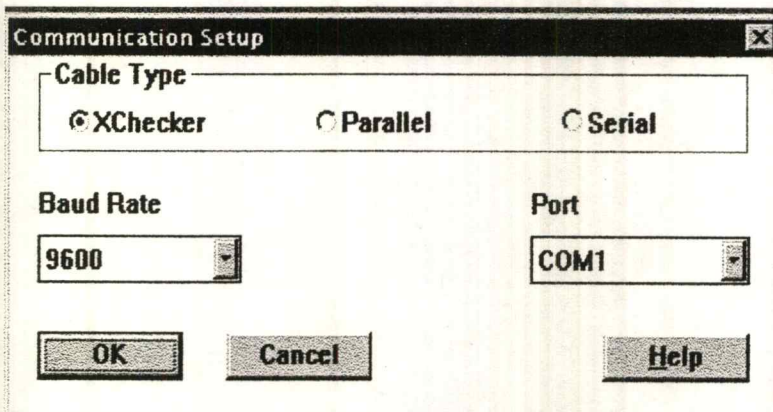 Communication Setup
Cable Type
XChecker Parallel Serial
Baud Rate Port
9600 COM1
OK Cancel Help